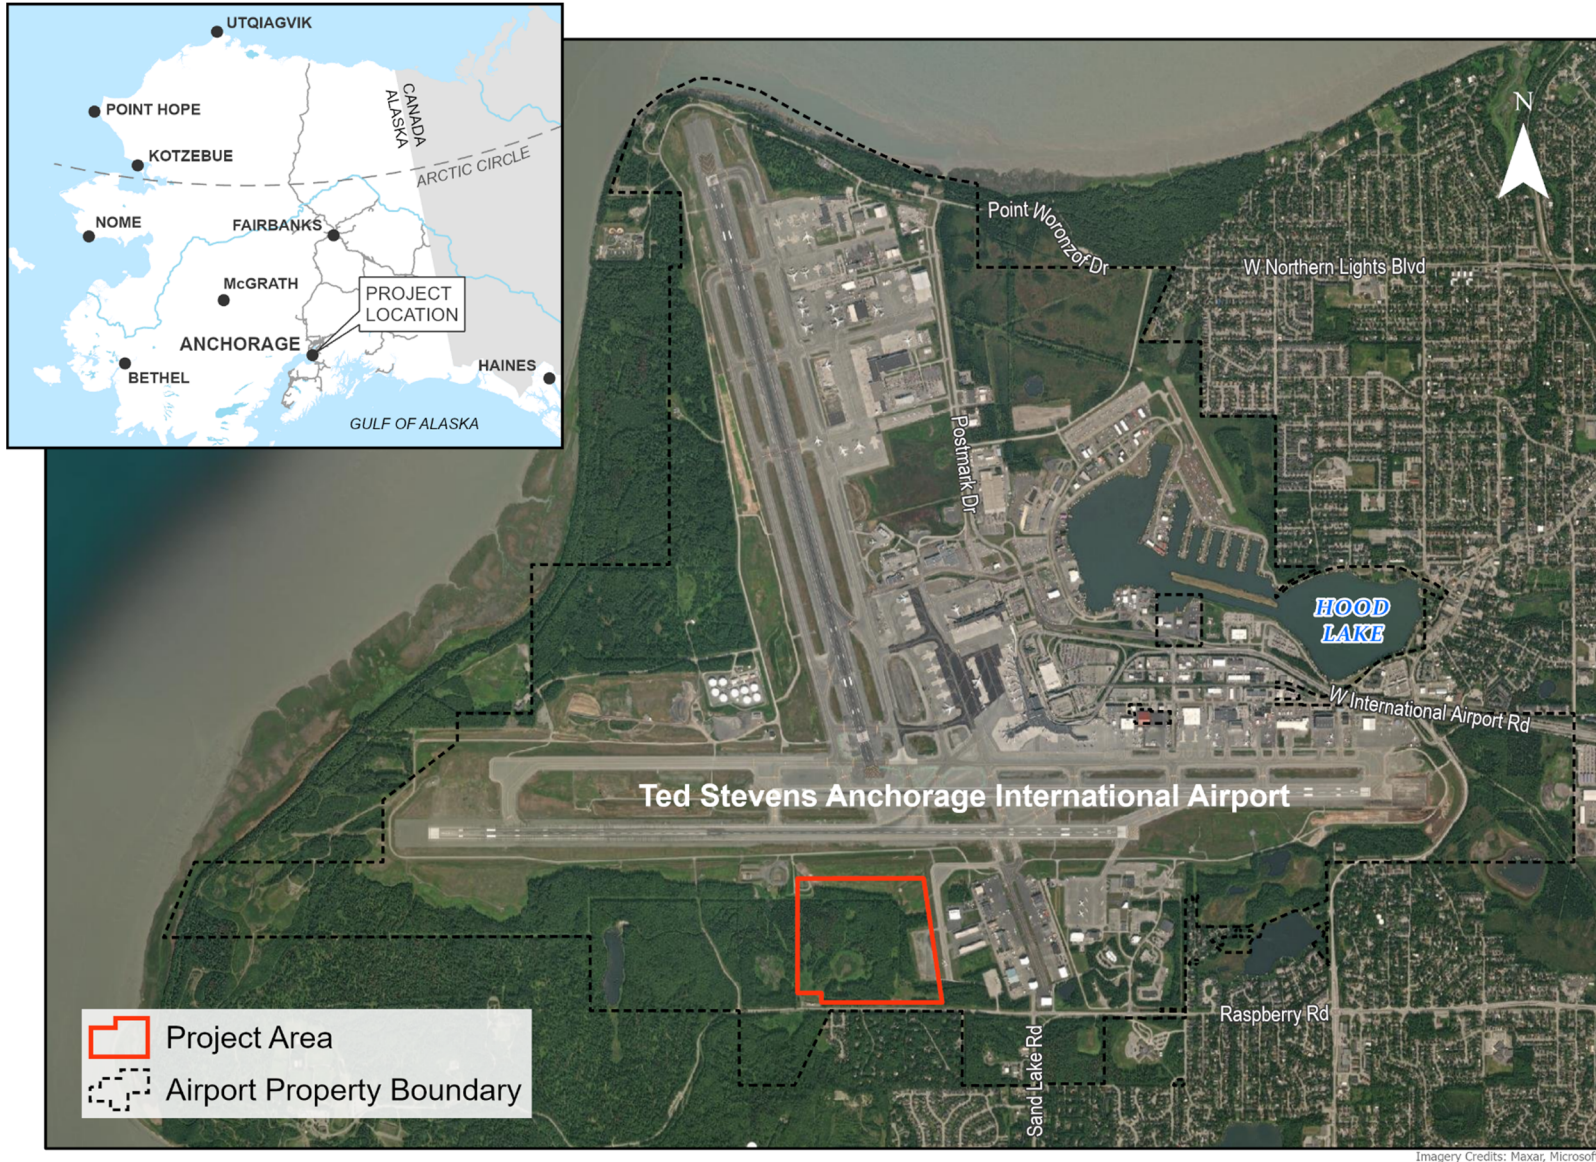 UTQIAGVIK
POINT HOPE
CANADA
ALASKA
KOTZEBUE
ARCTIC CIRCLE
NOME
FAIRBANKS
McGRATH
PROJECT
LOCATION
ANCHORAGE
HAINES
BETHEL
GULF OF ALASKA
N
Point Woronzof Dr
W Northern Lights Blvd
Postmark Dr
HOOD
LAKE
W International Airport Rd
Ted Stevens Anchorage International Airport
Raspberry Rd
Sand Lake Rd
Project Area
Airport Property Boundary
Imagery Credits: Maxar, Microsof